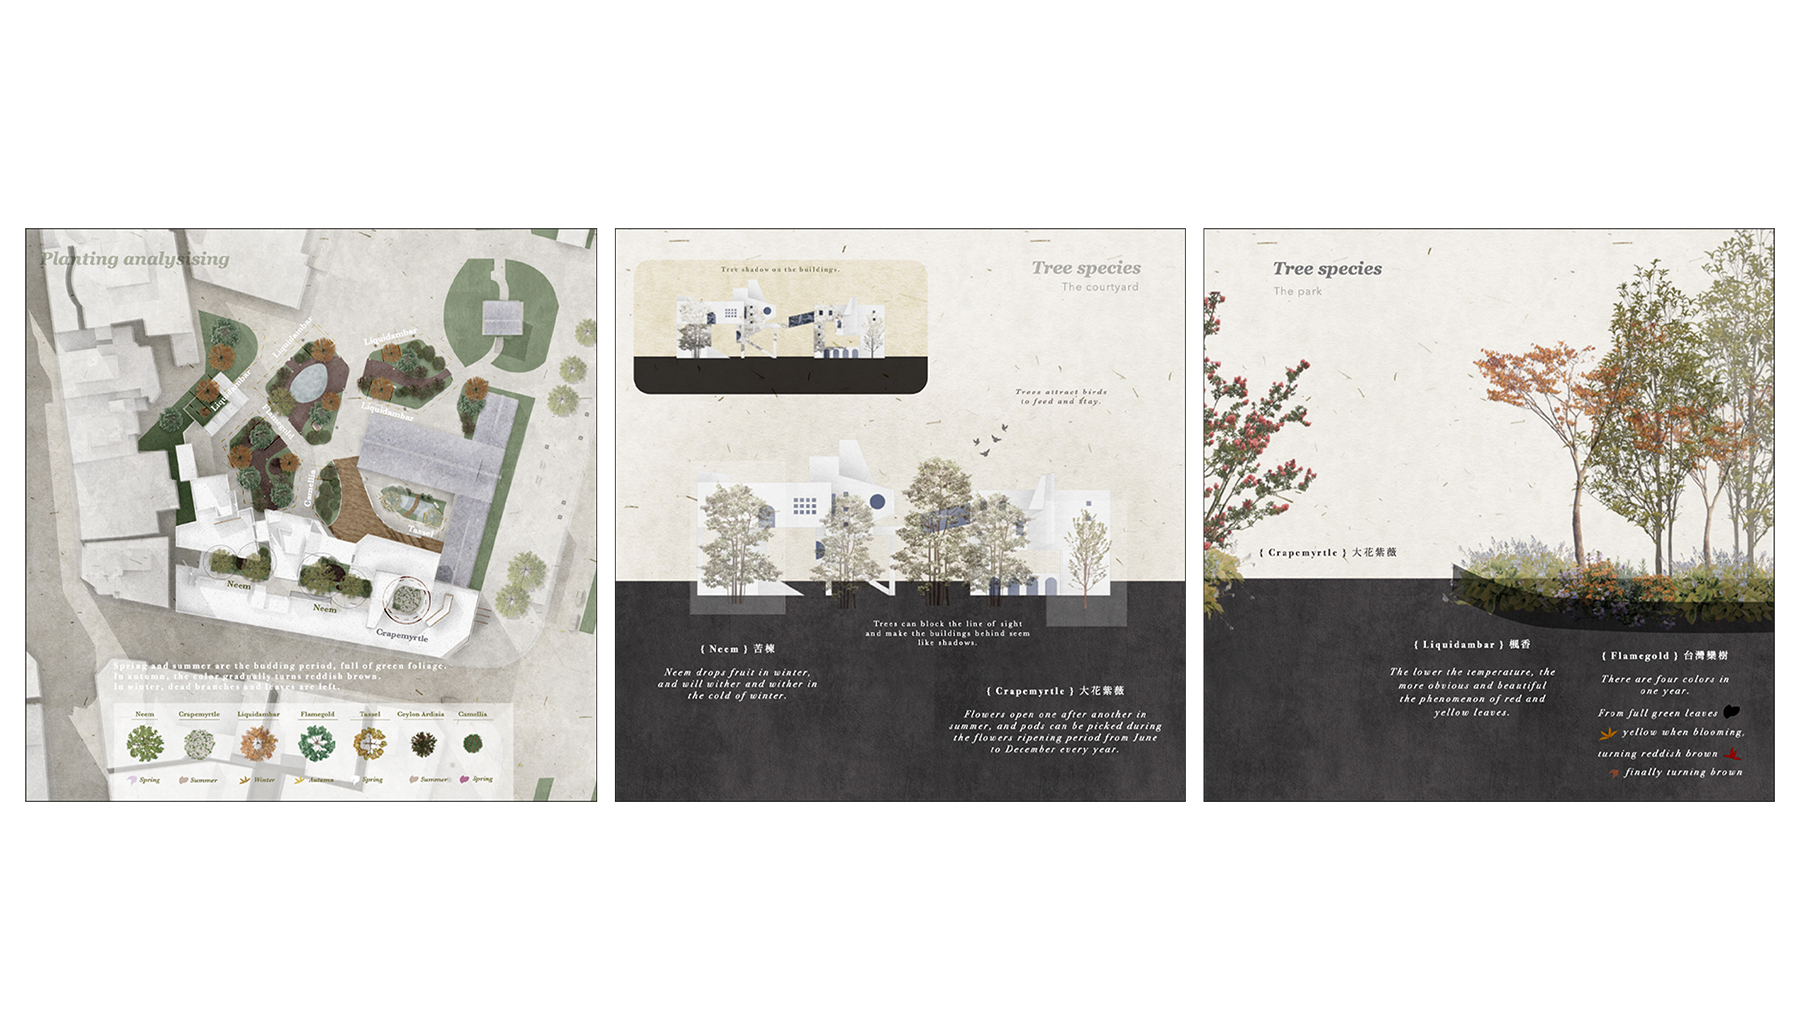 Planting analysising
Liquidambar
Liquidambar
Liquidambar
Liquidambar
Flamegold
Camellia
Tassel
Neem
Neem
Crapemyrtle
Spring and summer are the budding period, full of green foliage.
In autumn, the color gradually turns reddish brown.
In winter, dead branches and leaves are left.
Neem Crapemyrtle Liquidambar Flamegold Tassel Ceylon Ardisia Camellia
Spring Summer Winter Autumn Spring Summer Spring
Tree shadow on the buildings.
Tree species
The courtyard
Trees attract birds
to feed and stay.
Trees can block the line of sight
and make the buildings behind seem
like shadows.
{ Neem } 苦楝
Neem drops fruit in winter,
and will wither and wither in
the cold of winter.
{ Crapemyrtle } 大花紫薇
Flowers open one after another in
summer, and pods can be picked during
the flowers ripening period from June
to December every year.
Tree species
The park
{ Crapemyrtle } 大花紫薇
{ Liquidambar } 楓香
The lower the temperature, the
more obvious and beautiful
the phenomenon of red and
yellow leaves.
{ Flamegold } 台灣欒樹
There are four colors in
one year.
From full green leaves
yellow when blooming,
turning reddish brown
finally turning brown